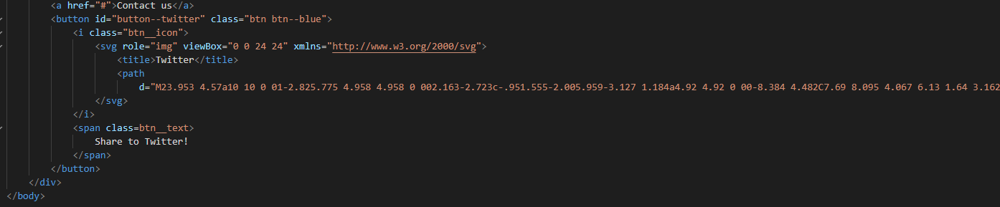 <a href="#">Contact us</a>
<button id="button--twitter" class="btn btn--blue">
<i class="btn__icon">
<svg role="img" viewBox="0 0 24 24" xmlns="http://www.w3.org/2000/svg">
<title>Twitter</title>
<path
d="M23.953 4.57a10 10 0 01-2.825.775 4.958 4.958 0 002.163-2.723c-.951.555-2.005.959-3.127 1.184a4.92 4.92 0 00-8.384 4.482C7.69 8.095 4.067 6.13 1.64 3.162
</svg>
</i>
<span class=btn__text>
Share to Twitter!
</span>
</button>
</div>
</body>